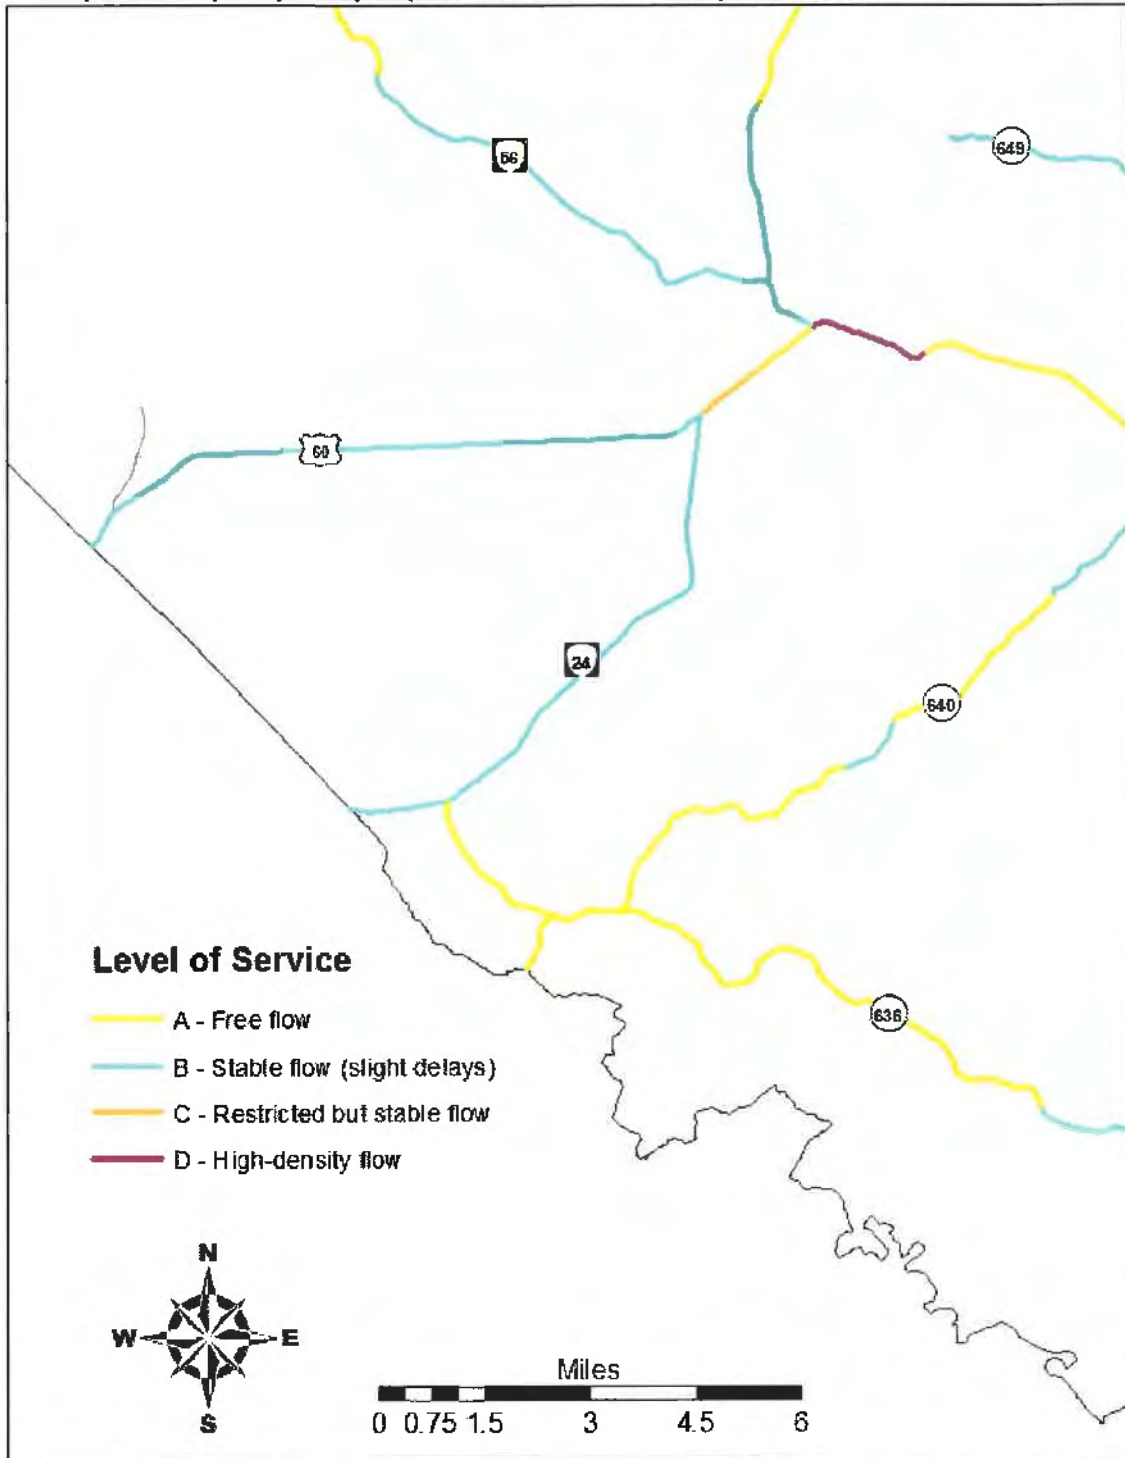 56
649
60
24
640
Level of Service
A - Free flow
636
B - Stable flow (slight delays)
C - Restricted but stable flow
D - High-density flow
N
W E
S
Miles
0 0.75 1.5 3 4.5 6